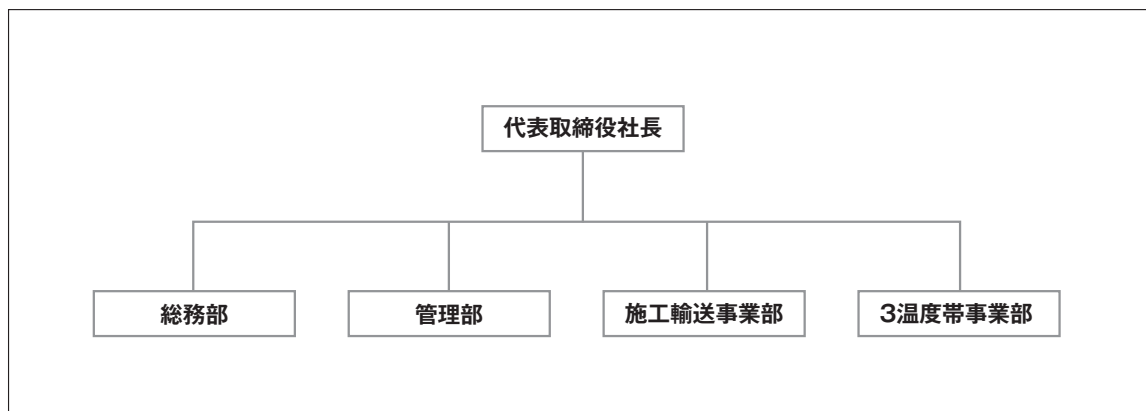 代表取締役社長
総務部
管理部
施工輸送事業部
3温度帯事業部